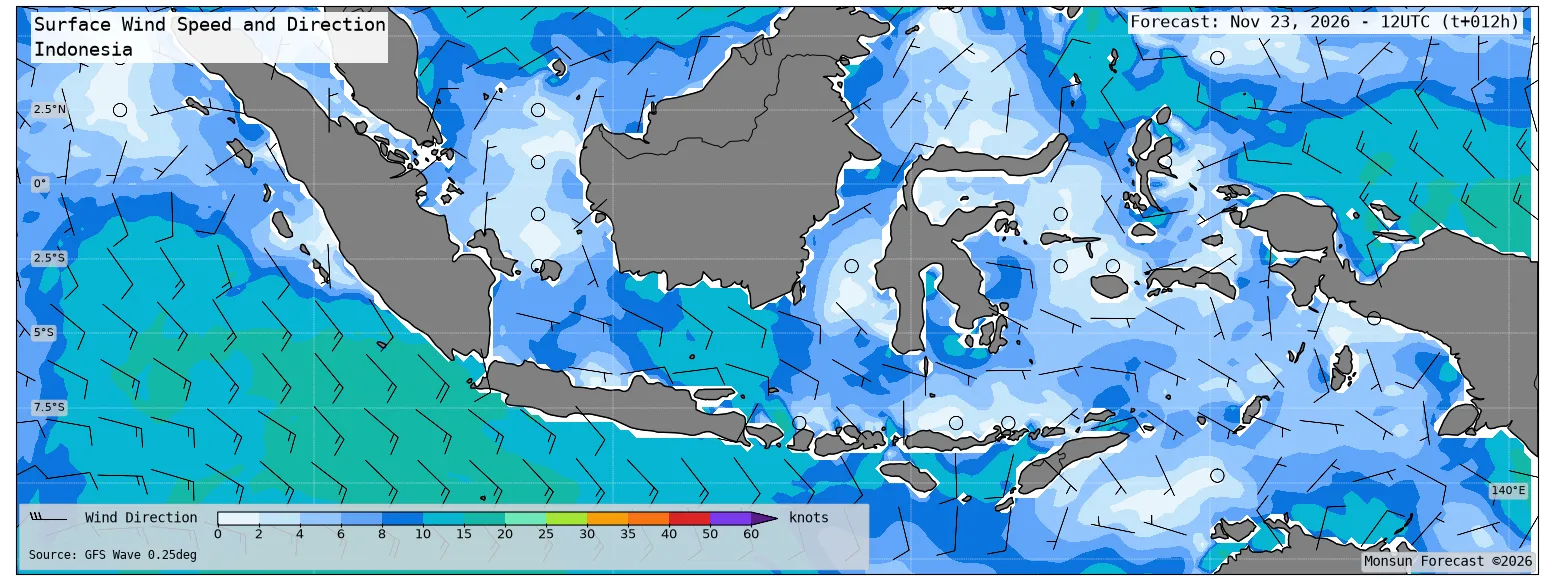 Surface Wind Speed and Direction
Indonesia
Forecast: Nov 23, 2026 - 12UTC (t+012h)
2.5°N
0°
2.5°S
5°S
7.5°S
140°E
Wind Direction
0 2 4 6 8 10 15 20 25 30 35 40 50 60
knots
Source: GFS Wave 0.25deg
Monsun Forecast ©2026